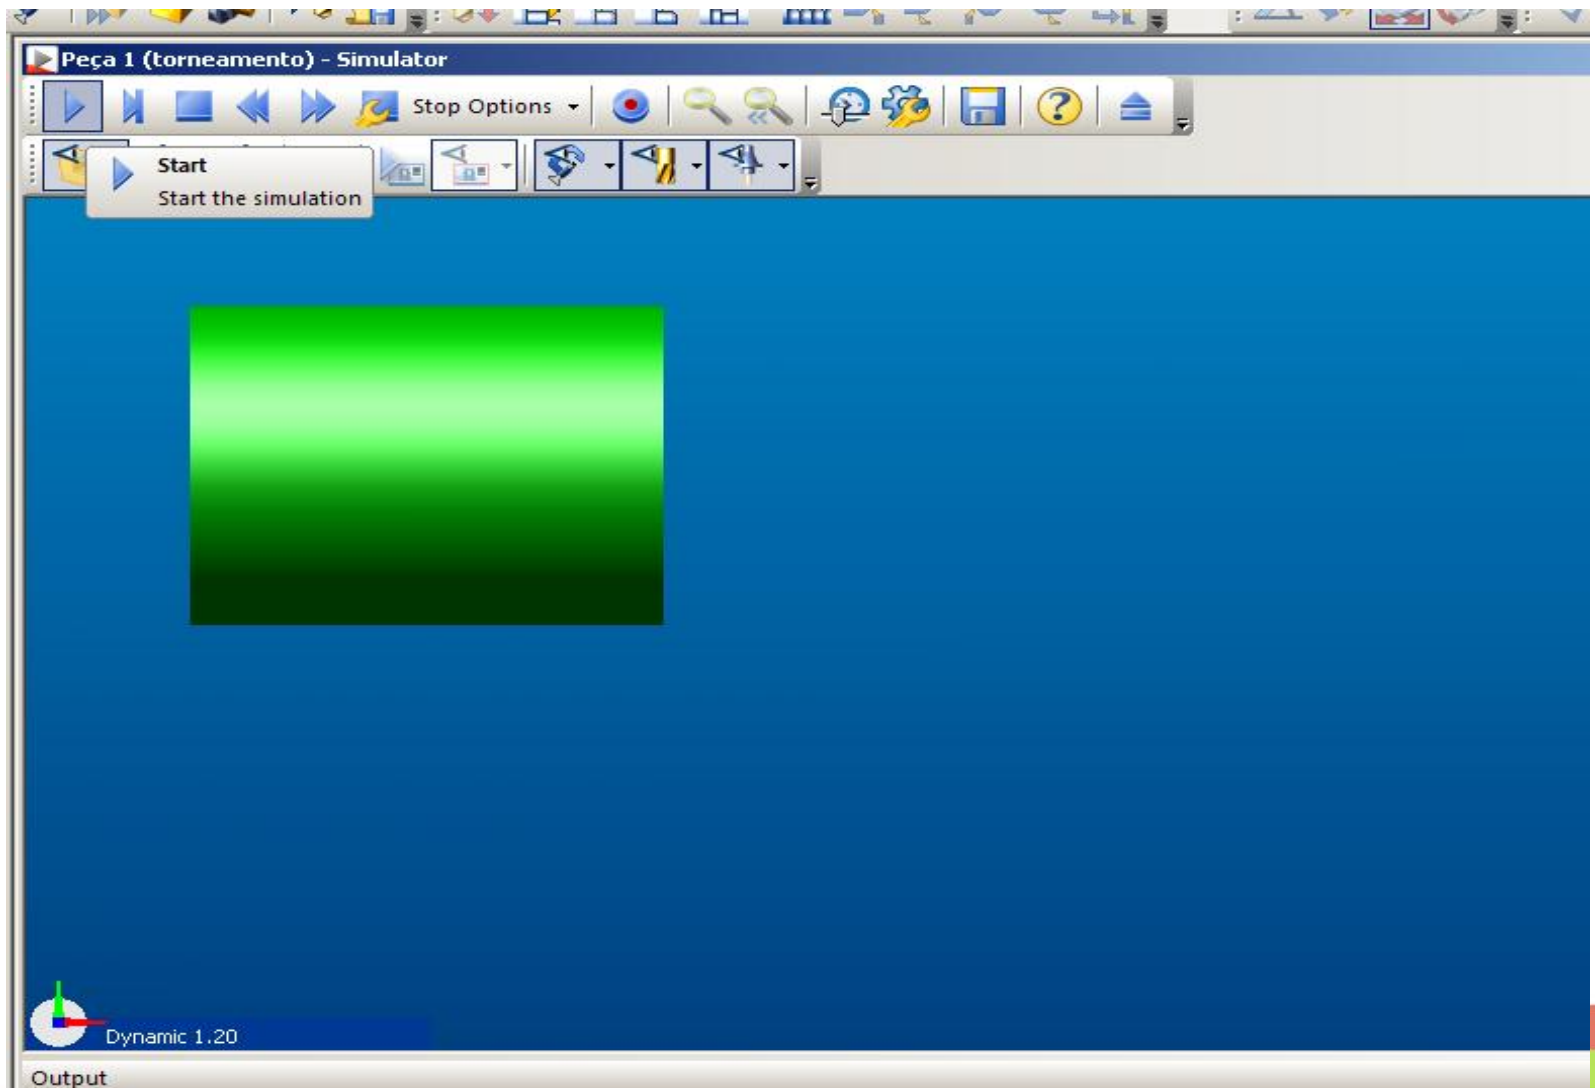 Peça 1 (torneamento) - Simulator
Stop Options
Start
Start the simulation
Dynamic 1.20
Output